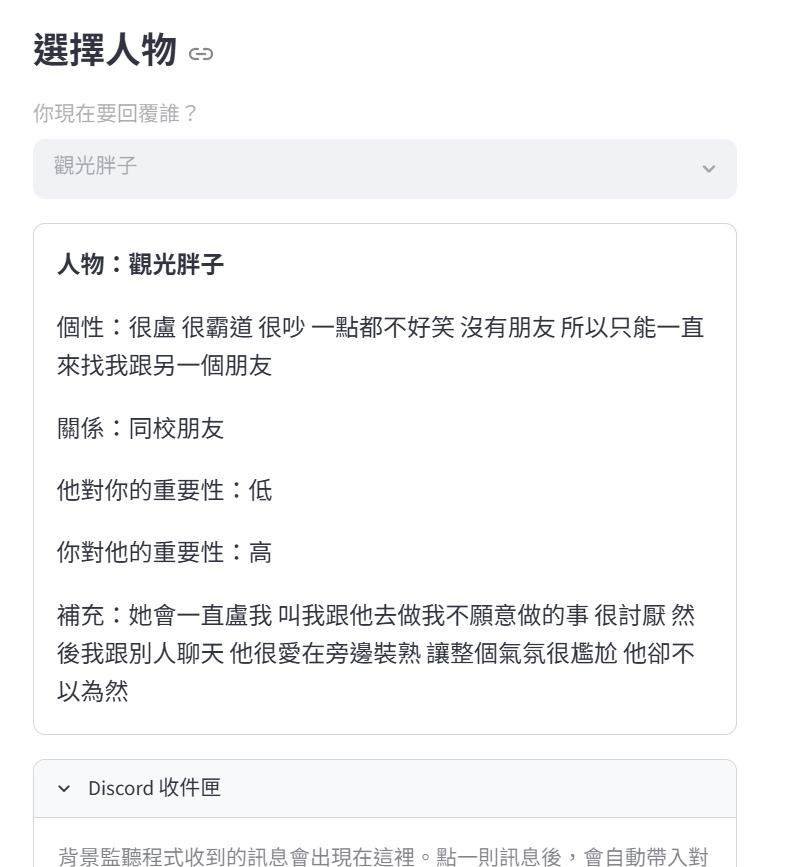 選擇人物
你現在要回覆誰？
觀光胖子
人物：觀光胖子
個性：很盧 很霸道 很吵 一點都不好笑 沒有朋友 所以只能一直
來找我跟另一個朋友
關係：同校朋友
他對你的重要性：低
你對他的重要性：高
補充：她會一直盧我 叫我跟他去做我不願意做的事 很討厭 然
後我跟別人聊天 他很愛在旁邊裝熟 讓整個氣氛很尷尬 他卻不
以為然
Discord 收件匣
背景監聽程式收到的訊息會出現在這裡。點一則訊息後，會自動帶入對